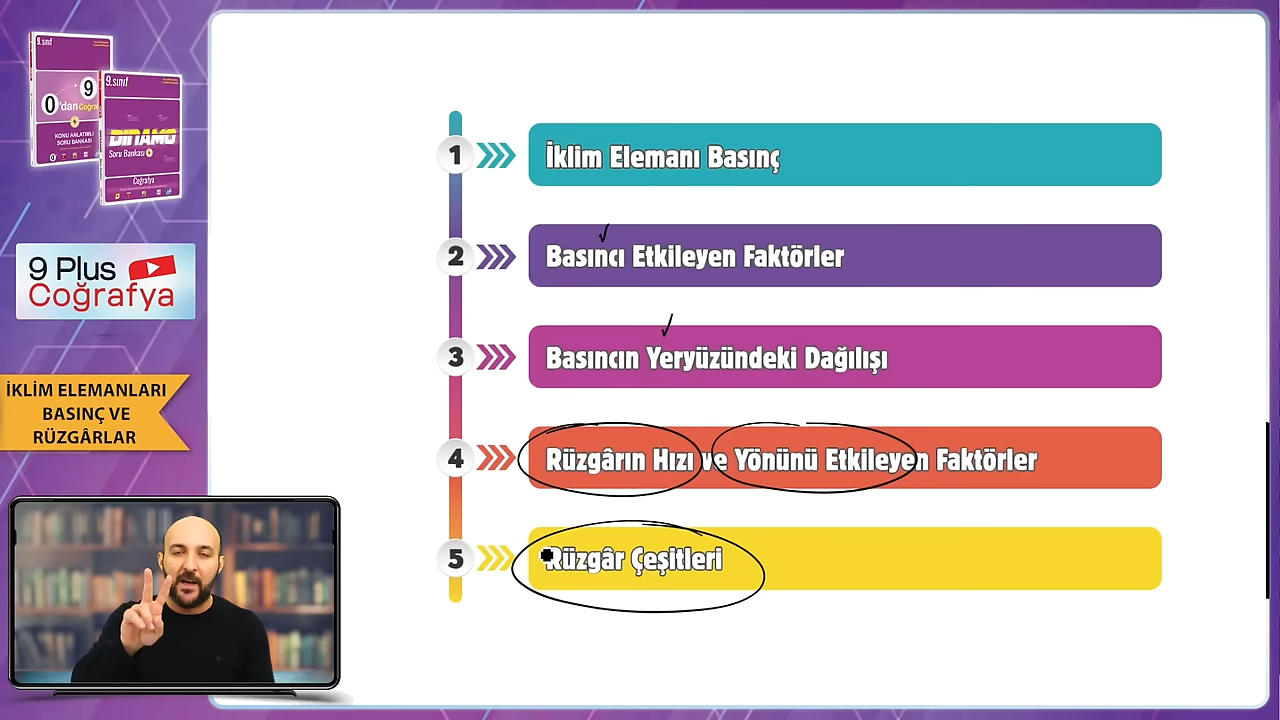 9.sınıf
0'dan Coğrafya
9
KONU ANLATIMLI
SORU BANKASI
9.sınıf
DİNAMO
Soru Bankası
Coğrafya
9 Plus
Coğrafya
İKLİM ELEMANLARI
BASINÇ VE
RÜZGÂRLAR
1 İklim Elemanı Basınç
2 Basıncı Etkileyen Faktörler
3 Basıncın Yeryüzündeki Dağılışı
4 Rüzgârın Hızı ve Yönünü Etkileyen Faktörler
5 Rüzgâr Çeşitleri